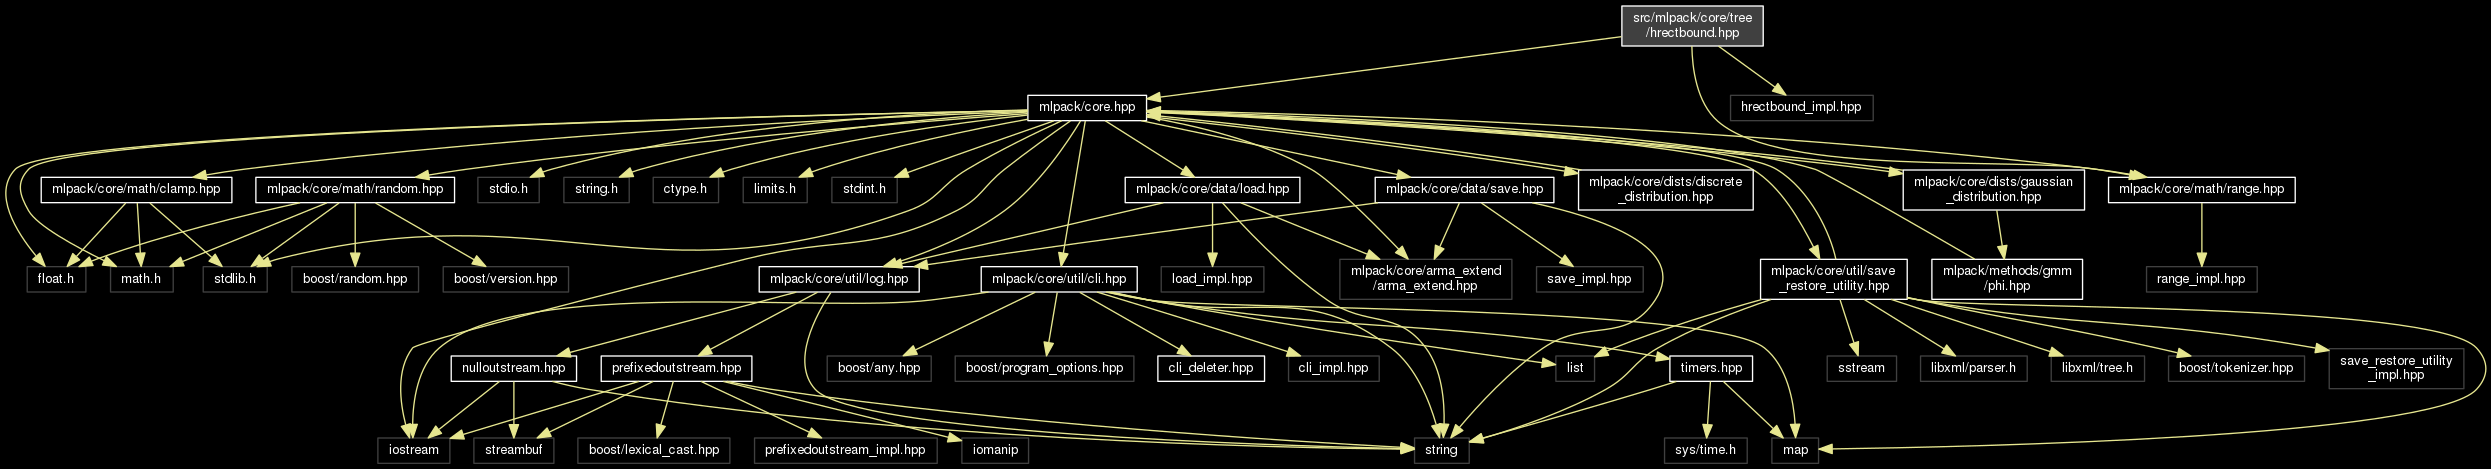 src/mlpack/core/tree
/hrectbound.hpp
mlpack/core.hpp
hrectbound_impl.hpp
mlpack/core/math/clamp.hpp
mlpack/core/math/random.hpp
stdio.h
string.h
ctype.h
limits.h
stdint.h
mlpack/core/data/load.hpp
mlpack/core/data/save.hpp
mlpack/core/dists/discrete
_distribution.hpp
mlpack/core/dists/gaussian
_distribution.hpp
mlpack/core/math/range.hpp
float.h
math.h
stdlib.h
boost/random.hpp
boost/version.hpp
mlpack/core/util/log.hpp
mlpack/core/util/cli.hpp
load_impl.hpp
mlpack/core/arma_extend
/arma_extend.hpp
save_impl.hpp
mlpack/core/util/save
_restore_utility.hpp
mlpack/methods/gmm
/phi.hpp
range_impl.hpp
nulloutstream.hpp
prefixedoutstream.hpp
boost/any.hpp
boost/program_options.hpp
cli_deleter.hpp
cli_impl.hpp
list
timers.hpp
sstream
libxml/parser.h
libxml/tree.h
boost/tokenizer.hpp
save_restore_utility
_impl.hpp
iostream
streambuf
boost/lexical_cast.hpp
prefixedoutstream_impl.hpp
iomanip
string
sys/time.h
map